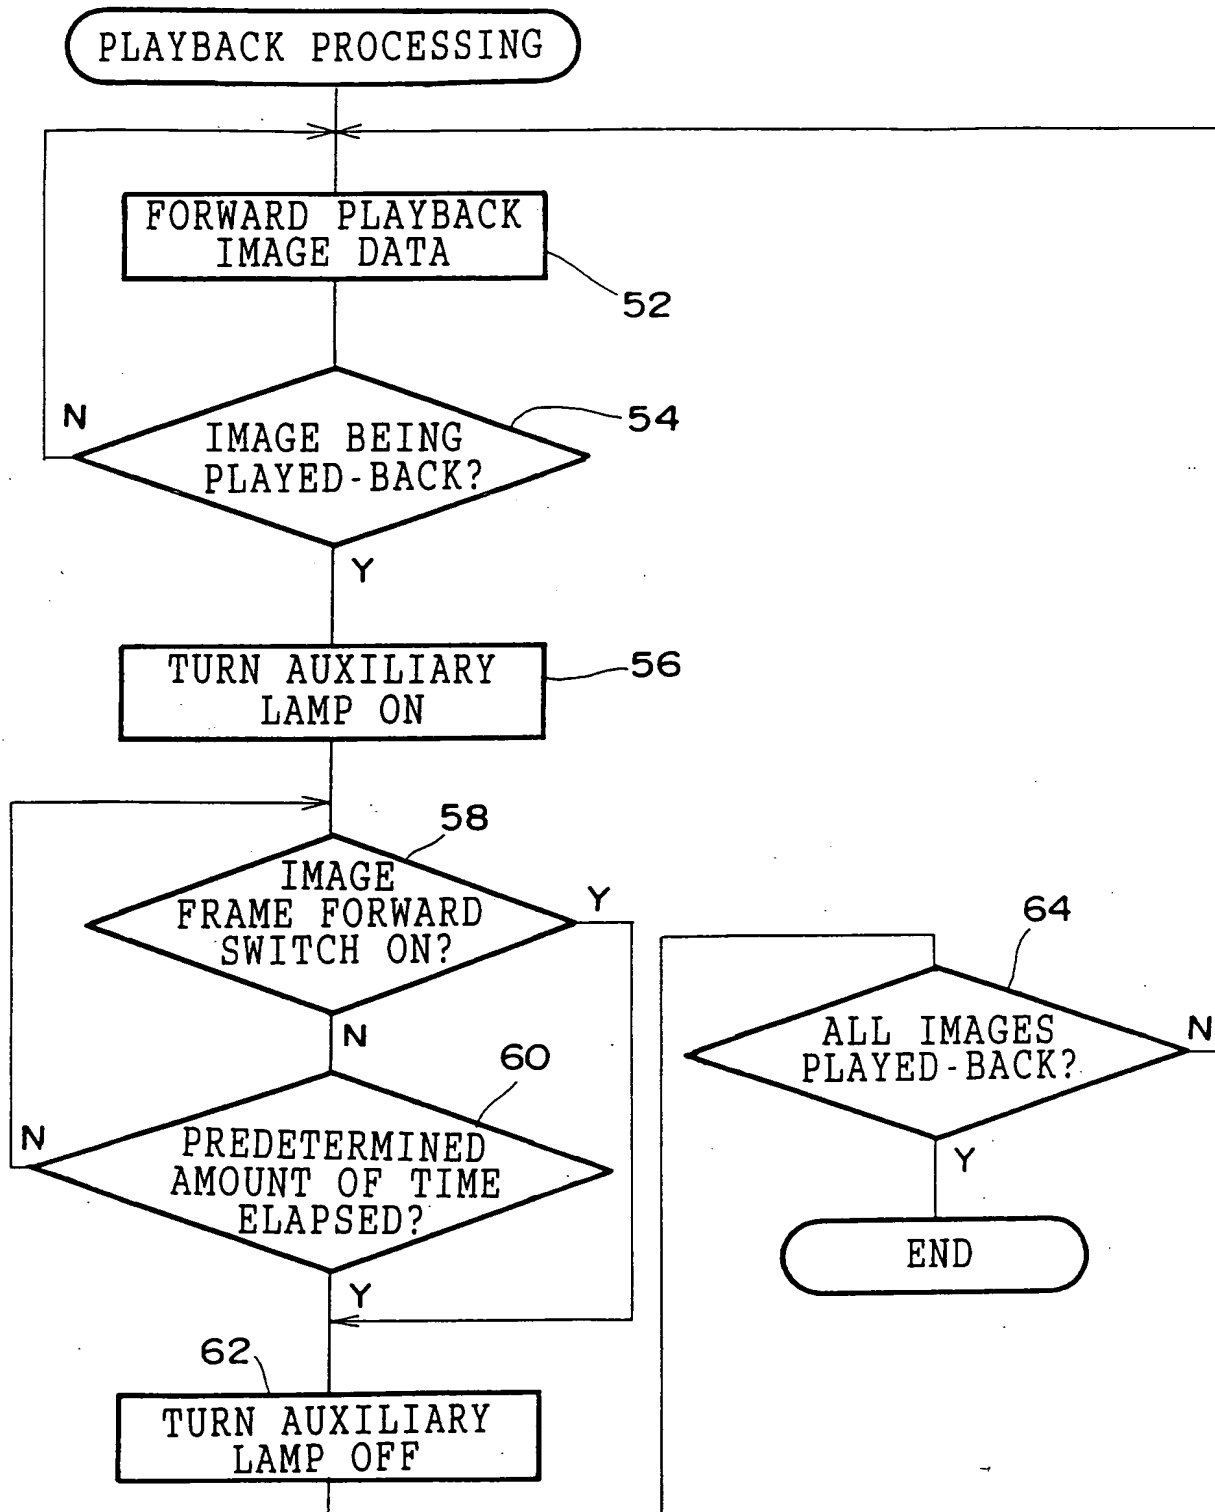 PLAYBACK PROCESSING
FORWARD PLAYBACK
IMAGE DATA
52
N
IMAGE BEING
PLAYED-BACK?
54
Y
TURN AUXILIARY
LAMP ON
56
58
IMAGE
FRAME FORWARD
SWITCH ON?
Y
N
60
N
PREDETERMINED
AMOUNT OF TIME
ELAPSED?
Y
62
TURN AUXILIARY
LAMP OFF
64
ALL IMAGES
PLAYED-BACK?
N
Y
END